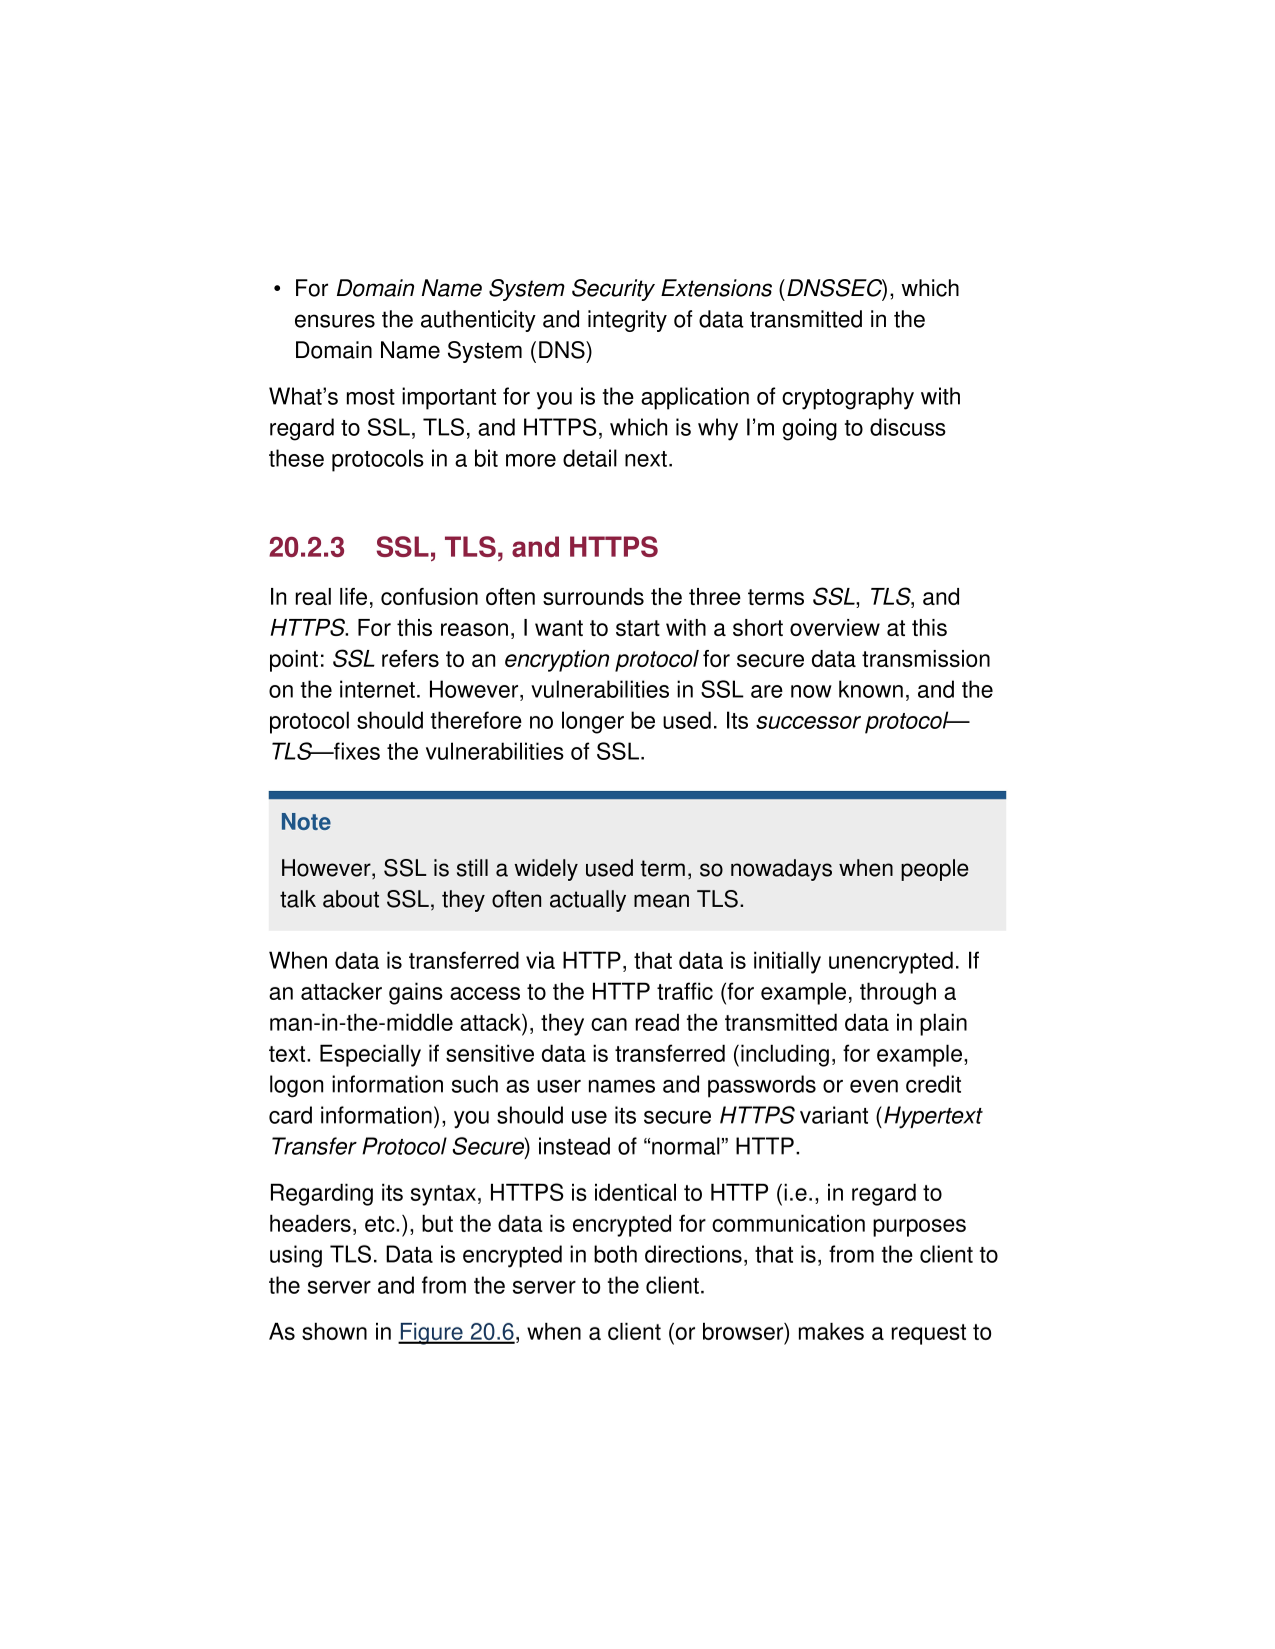 • For Domain Name System Security Extensions (DNSSEC), which
ensures the authenticity and integrity of data transmitted in the
Domain Name System (DNS)
What’s most important for you is the application of cryptography with
regard to SSL, TLS, and HTTPS, which is why I’m going to discuss
these protocols in a bit more detail next.
20.2.3 SSL, TLS, and HTTPS
In real life, confusion often surrounds the three terms SSL, TLS, and
HTTPS. For this reason, I want to start with a short overview at this
point: SSL refers to an encryption protocol for secure data transmission
on the internet. However, vulnerabilities in SSL are now known, and the
protocol should therefore no longer be used. Its successor protocol—
TLS—fixes the vulnerabilities of SSL.
Note
However, SSL is still a widely used term, so nowadays when people
talk about SSL, they often actually mean TLS.
When data is transferred via HTTP, that data is initially unencrypted. If
an attacker gains access to the HTTP traffic (for example, through a
man-in-the-middle attack), they can read the transmitted data in plain
text. Especially if sensitive data is transferred (including, for example,
logon information such as user names and passwords or even credit
card information), you should use its secure HTTPS variant (Hypertext
Transfer Protocol Secure) instead of “normal” HTTP.
Regarding its syntax, HTTPS is identical to HTTP (i.e., in regard to
headers, etc.), but the data is encrypted for communication purposes
using TLS. Data is encrypted in both directions, that is, from the client to
the server and from the server to the client.
As shown in Figure 20.6, when a client (or browser) makes a request to